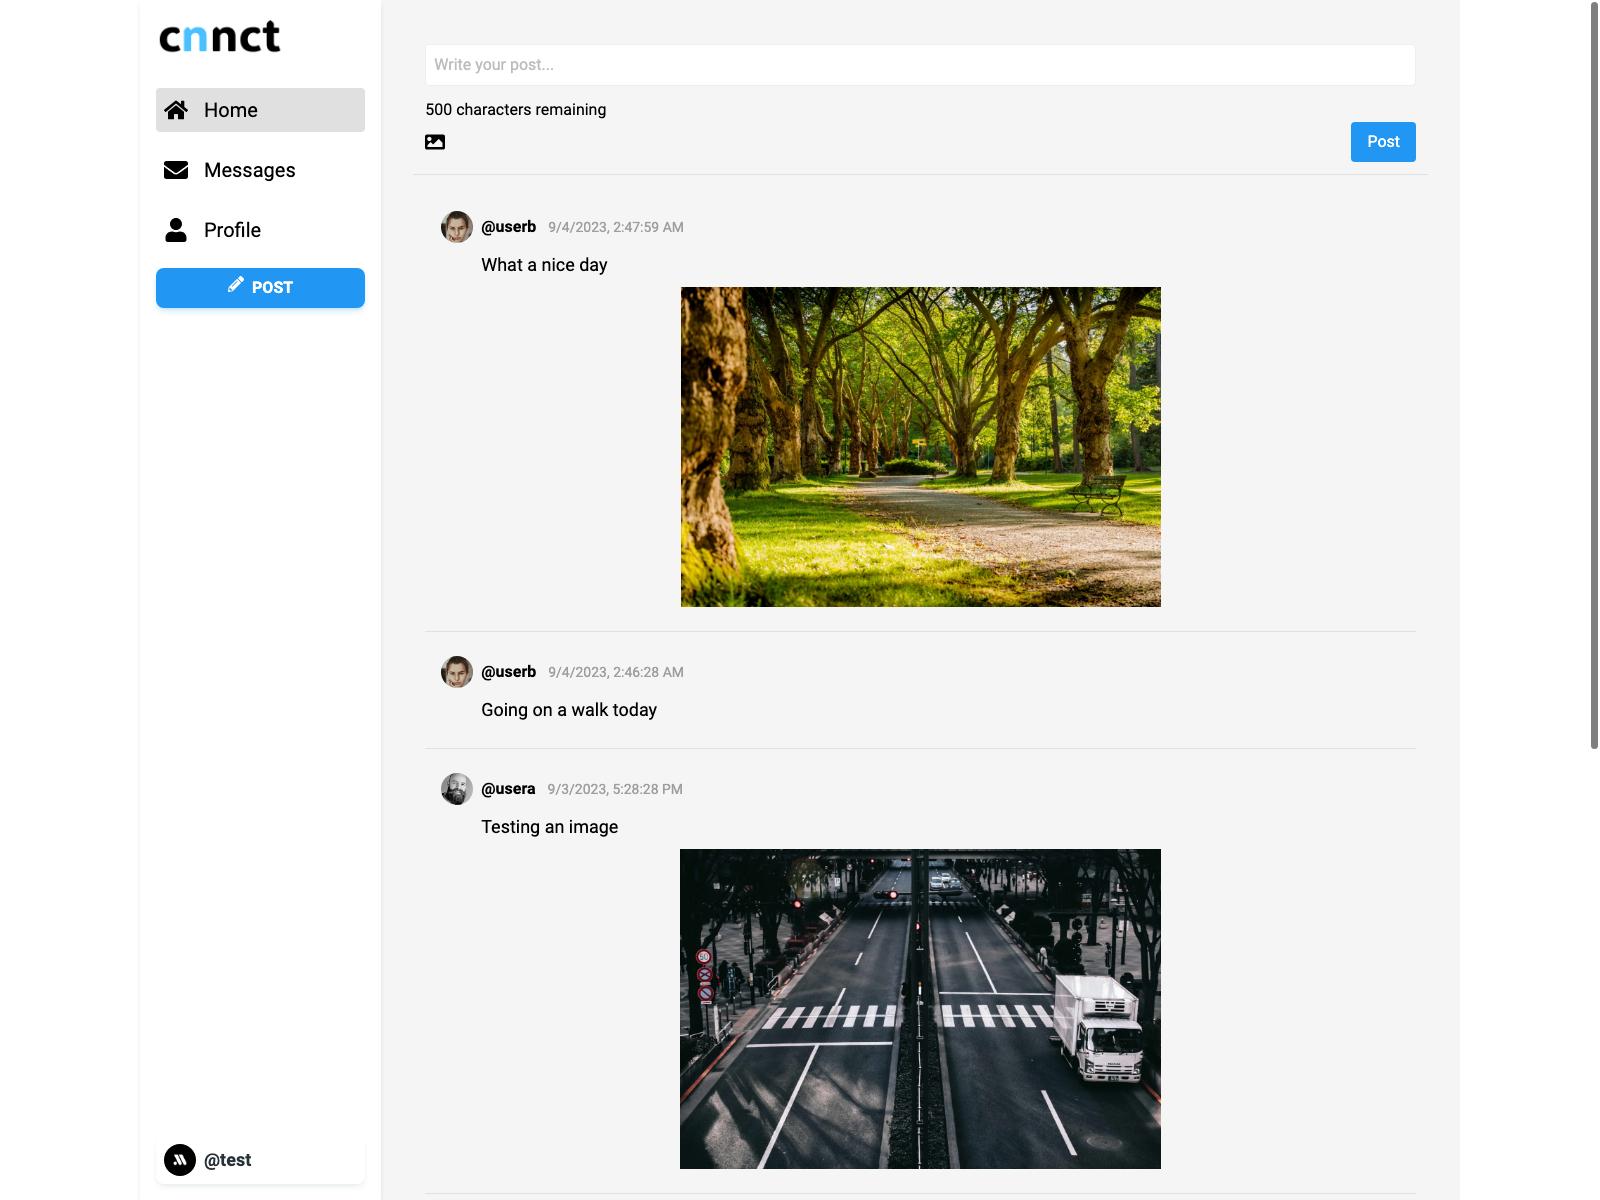 cnnct
Home
Messages
Profile
POST
@test
Write your post...
500 characters remaining
Post
@userb 9/4/2023, 2:47:59 AM
What a nice day
@userb 9/4/2023, 2:46:28 AM
Going on a walk today
@usera 9/3/2023, 5:28:28 PM
Testing an image